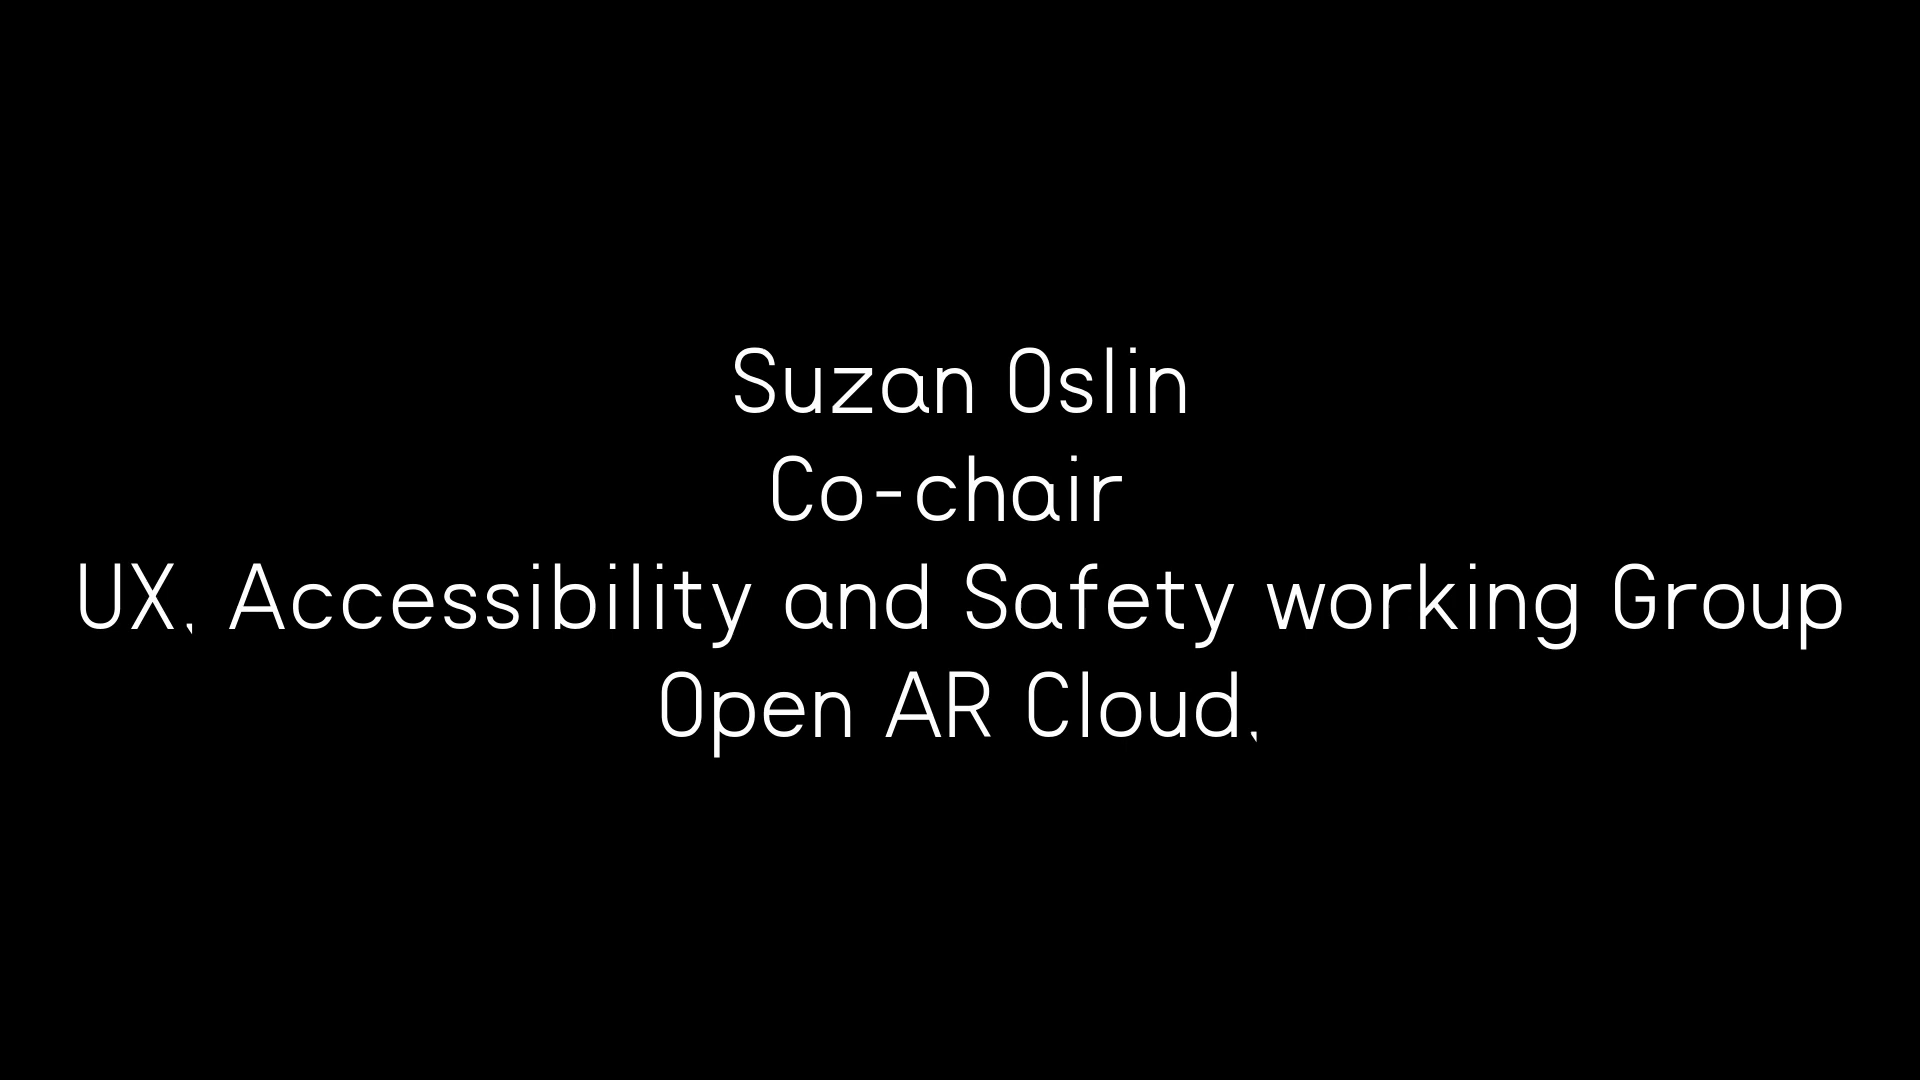 Suzan Oslin
Co-chair
UX, Accessibility and Safety working Group
Open AR Cloud,